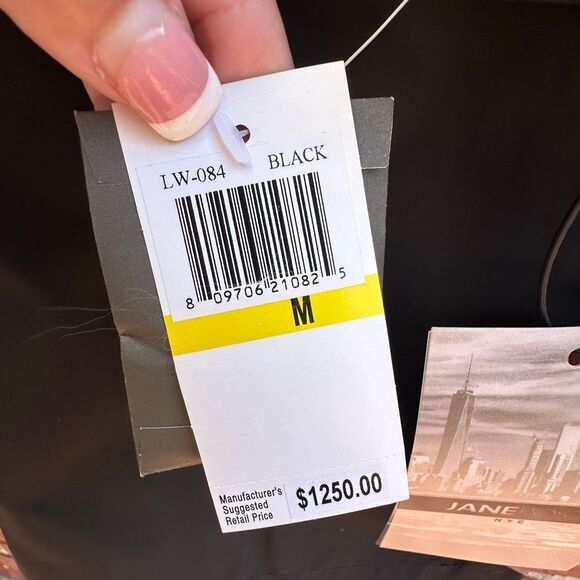 LW-084 BLACK
8 09706 21082 5
M
Manufacturer's
Suggested
Retail Price
$1250.00
JANE
NYC